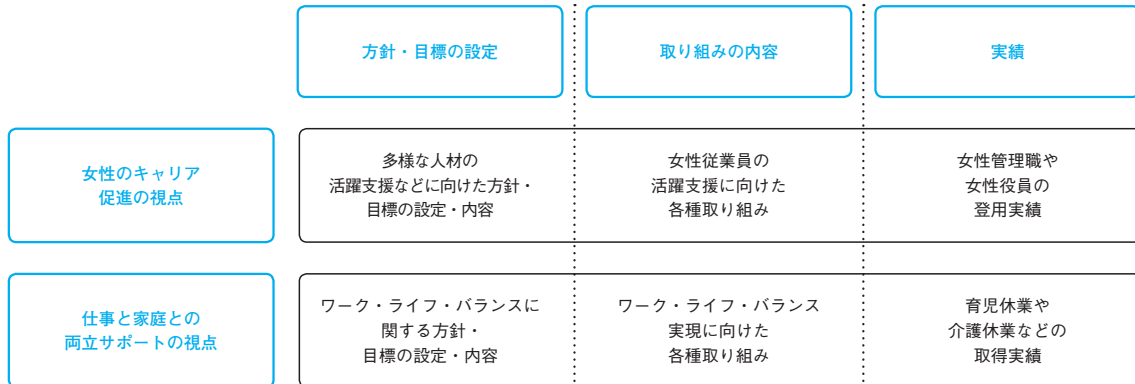 方針・目標の設定
取り組みの内容
実績
女性のキャリア
促進の視点
多様な人材の
活躍支援などに向けた方針・
目標の設定・内容
女性従業員の
活躍支援に向けた
各種取り組み
女性管理職や
女性役員の
登用実績
仕事と家庭との
両立サポートの視点
ワーク・ライフ・バランスに
関する方針・
目標の設定・内容
ワーク・ライフ・バランス
実現に向けた
各種取り組み
育児休業や
介護休業などの
取得実績